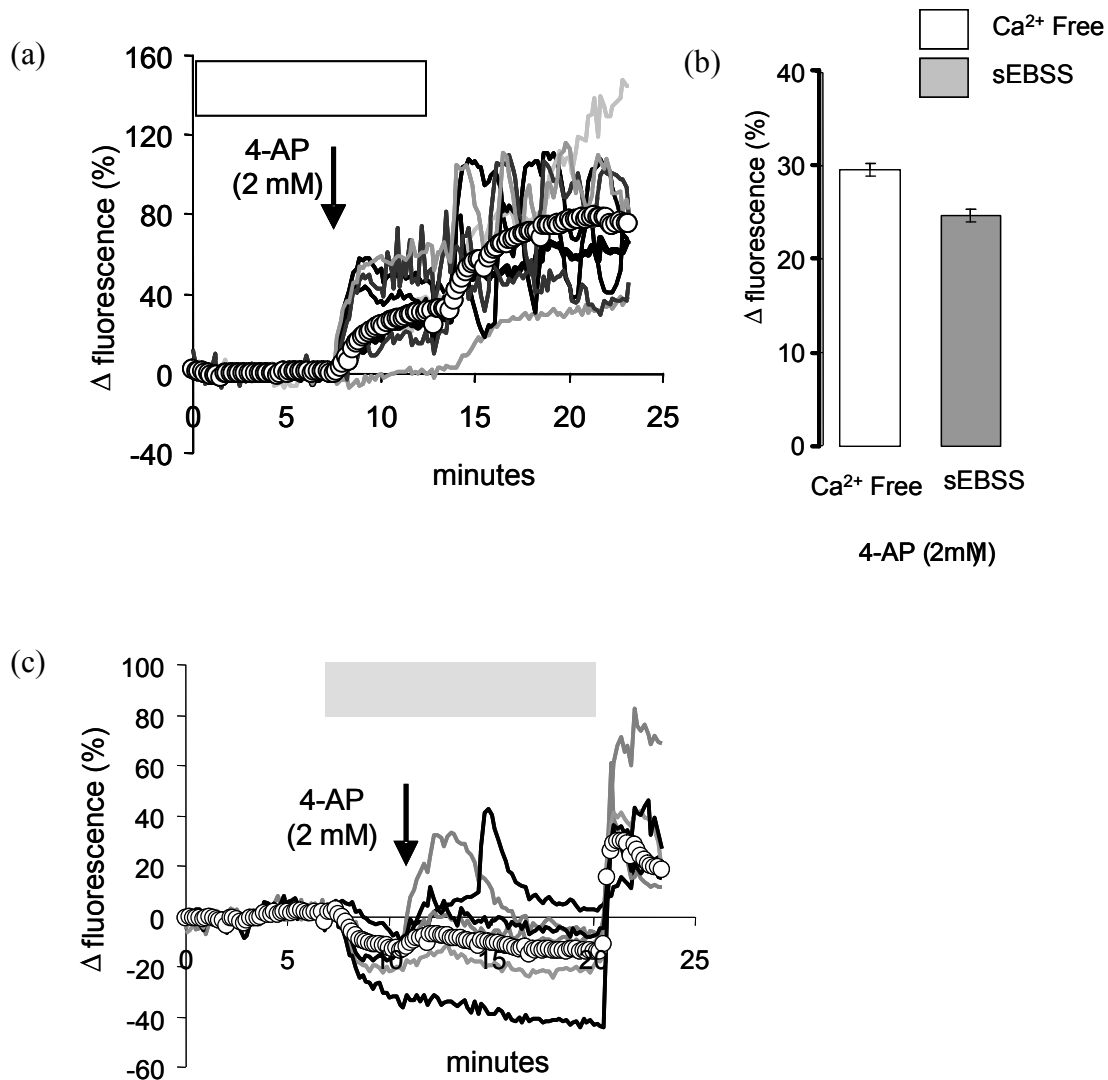 (a)
160
120
80
40
0
-40
Δ fluorescence (%)
4-AP
(2 mM)
0 5 10 15 20 25
minutes
(b)
Ca²⁺ Free
sEBSS
40
30
20
10
0
Δ fluorescence (%)
Ca²⁺ Free sEBSS
4-AP (2mM)
(c)
100
80
60
40
20
0
-20
-40
-60
Δ fluorescence (%)
4-AP
(2 mM)
0 5 10 15 20 25
minutes